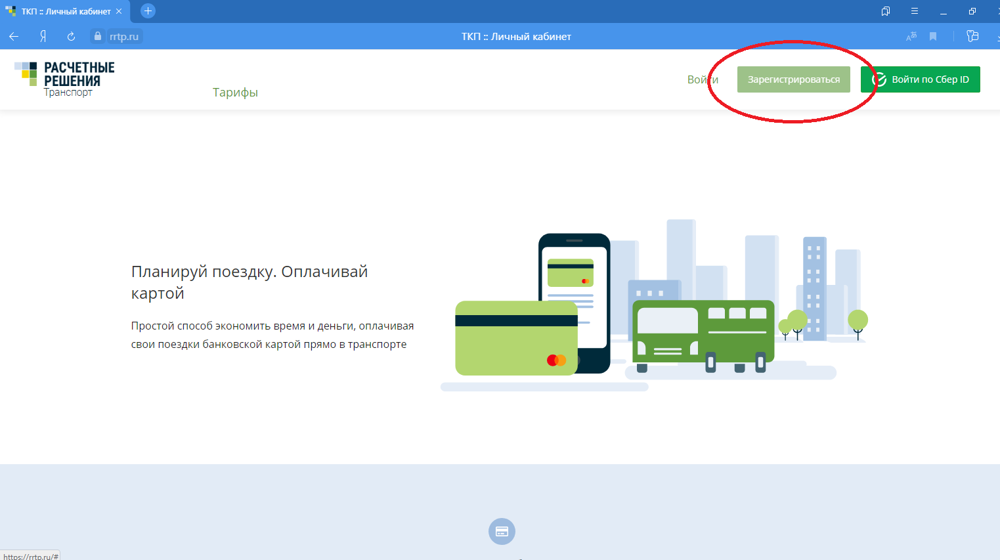 ТКП :: Личный кабинет
rrtp.ru
ТКП :: Личный кабинет
РАСЧЕТНЫЕ
РЕШЕНИЯ
Транспорт
Тарифы
Войти
Зарегистрироваться
Войти по Сбер ID
Планируй поездку. Оплачивай
картой
Простой способ экономить время и деньги, оплачивая
свои поездки банковской картой прямо в транспорте
https://rrtp.ru/#